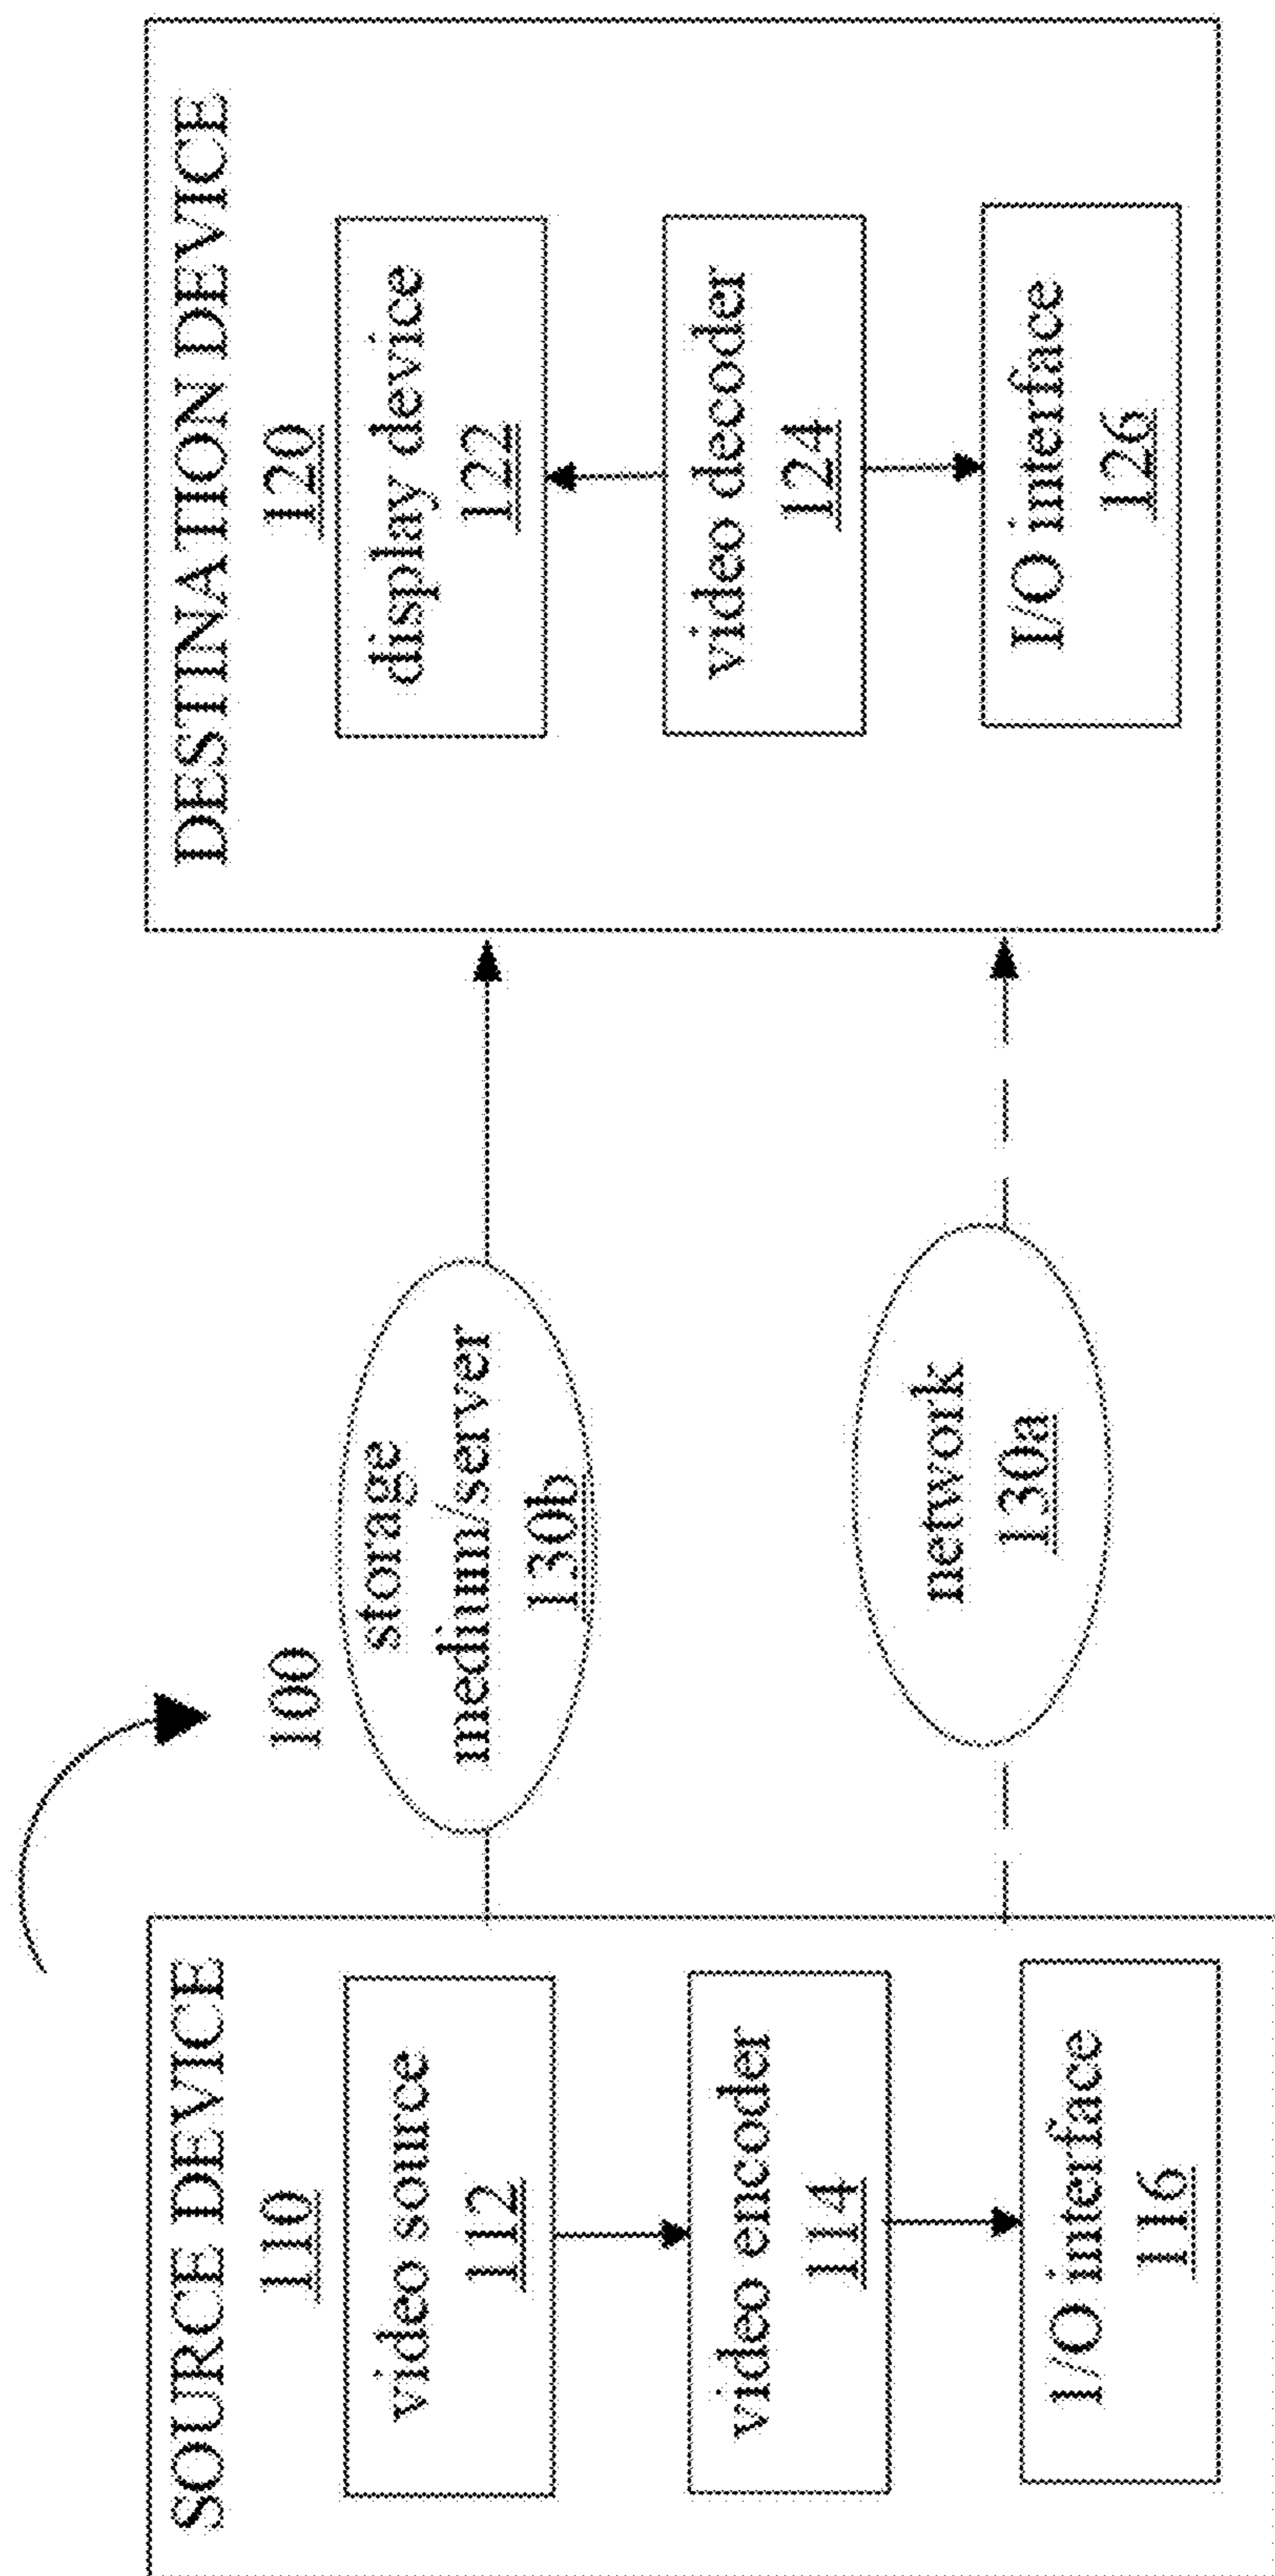 100
SOURCE DEVICE
110
video source
112
video encoder
114
I/O interface
116
storage
medium/server
130b
network
130a
DESTINATION DEVICE
120
display device
122
video decoder
124
I/O interface
126